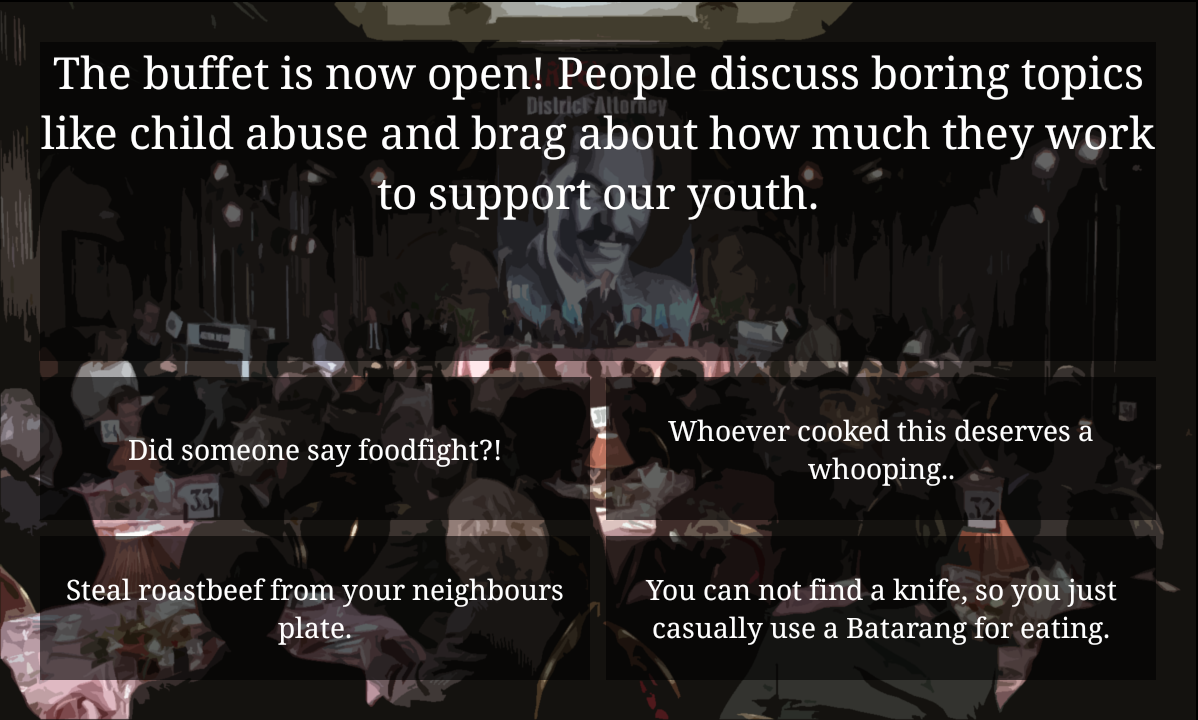 The buffet is now open! People discuss boring topics
like child abuse and brag about how much they work
to support our youth.
District Attorney
Did someone say foodfight?!
Whoever cooked this deserves a
whooping..
33
32
Steal roastbeef from your neighbours
plate.
You can not find a knife, so you just
casually use a Batarang for eating.